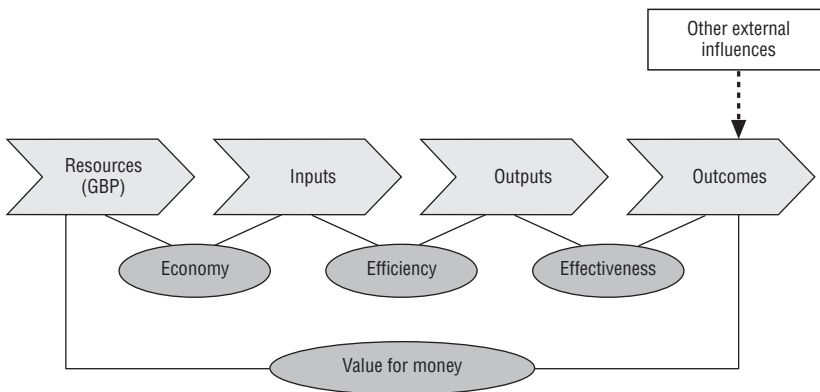 Other external
influences
Resources
(GBP)
Inputs
Outputs
Outcomes
Economy
Efficiency
Effectiveness
Value for money